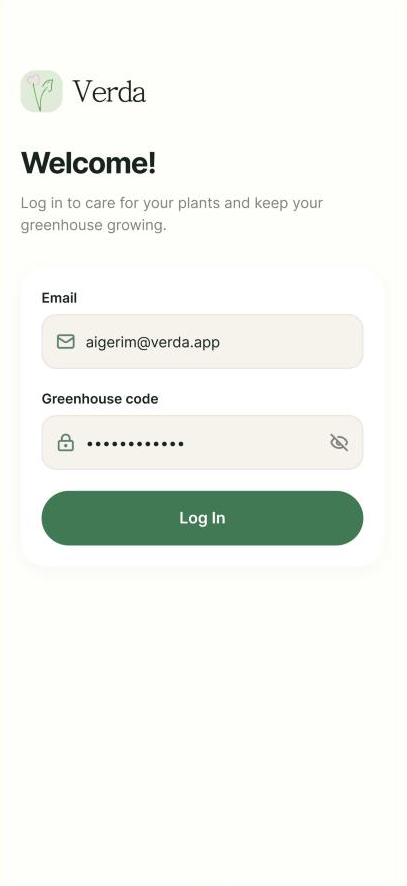 Verda
Welcome!
Log in to care for your plants and keep your
greenhouse growing.
Email
aigerim@verda.app
Greenhouse code
••••••••••••
Log In